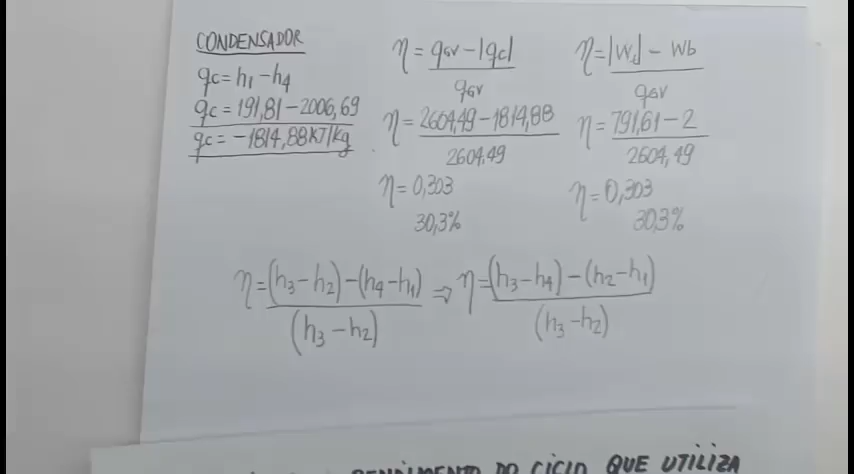 CONDENSADOR
qc = h1 - h4
qc = 191,81 - 2006,69
qc = -1814,88 kJ/kg
η = qGV - |qc|
qGV
η = 2604,49 - 1814,88
2604,49
η = 0,303
30,3%
η = |Wt| - Wb
qGV
η = 791,61 - 2
2604,49
η = 0,303
30,3%
η = (h3 - h2) - (h4 - h1)
(h3 - h2)
⇒ η = (h3 - h4) - (h2 - h1)
(h3 - h2)
RENDIMENTO DO CICLO QUE UTILIZA